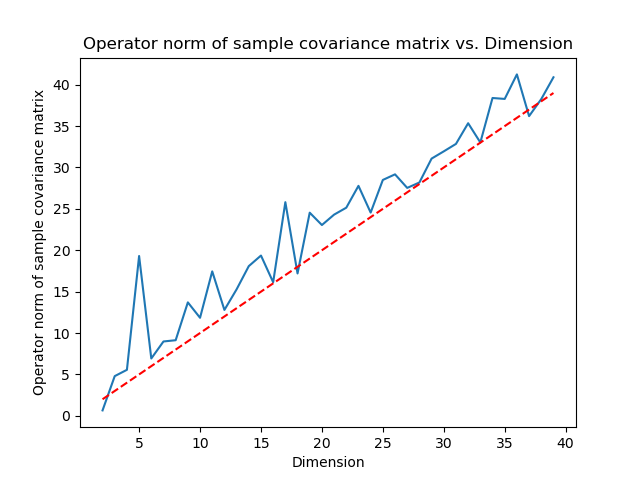 Operator norm of sample covariance matrix vs. Dimension
Operator norm of sample covariance matrix
40
35
30
25
20
15
10
5
0
5 10 15 20 25 30 35 40
Dimension